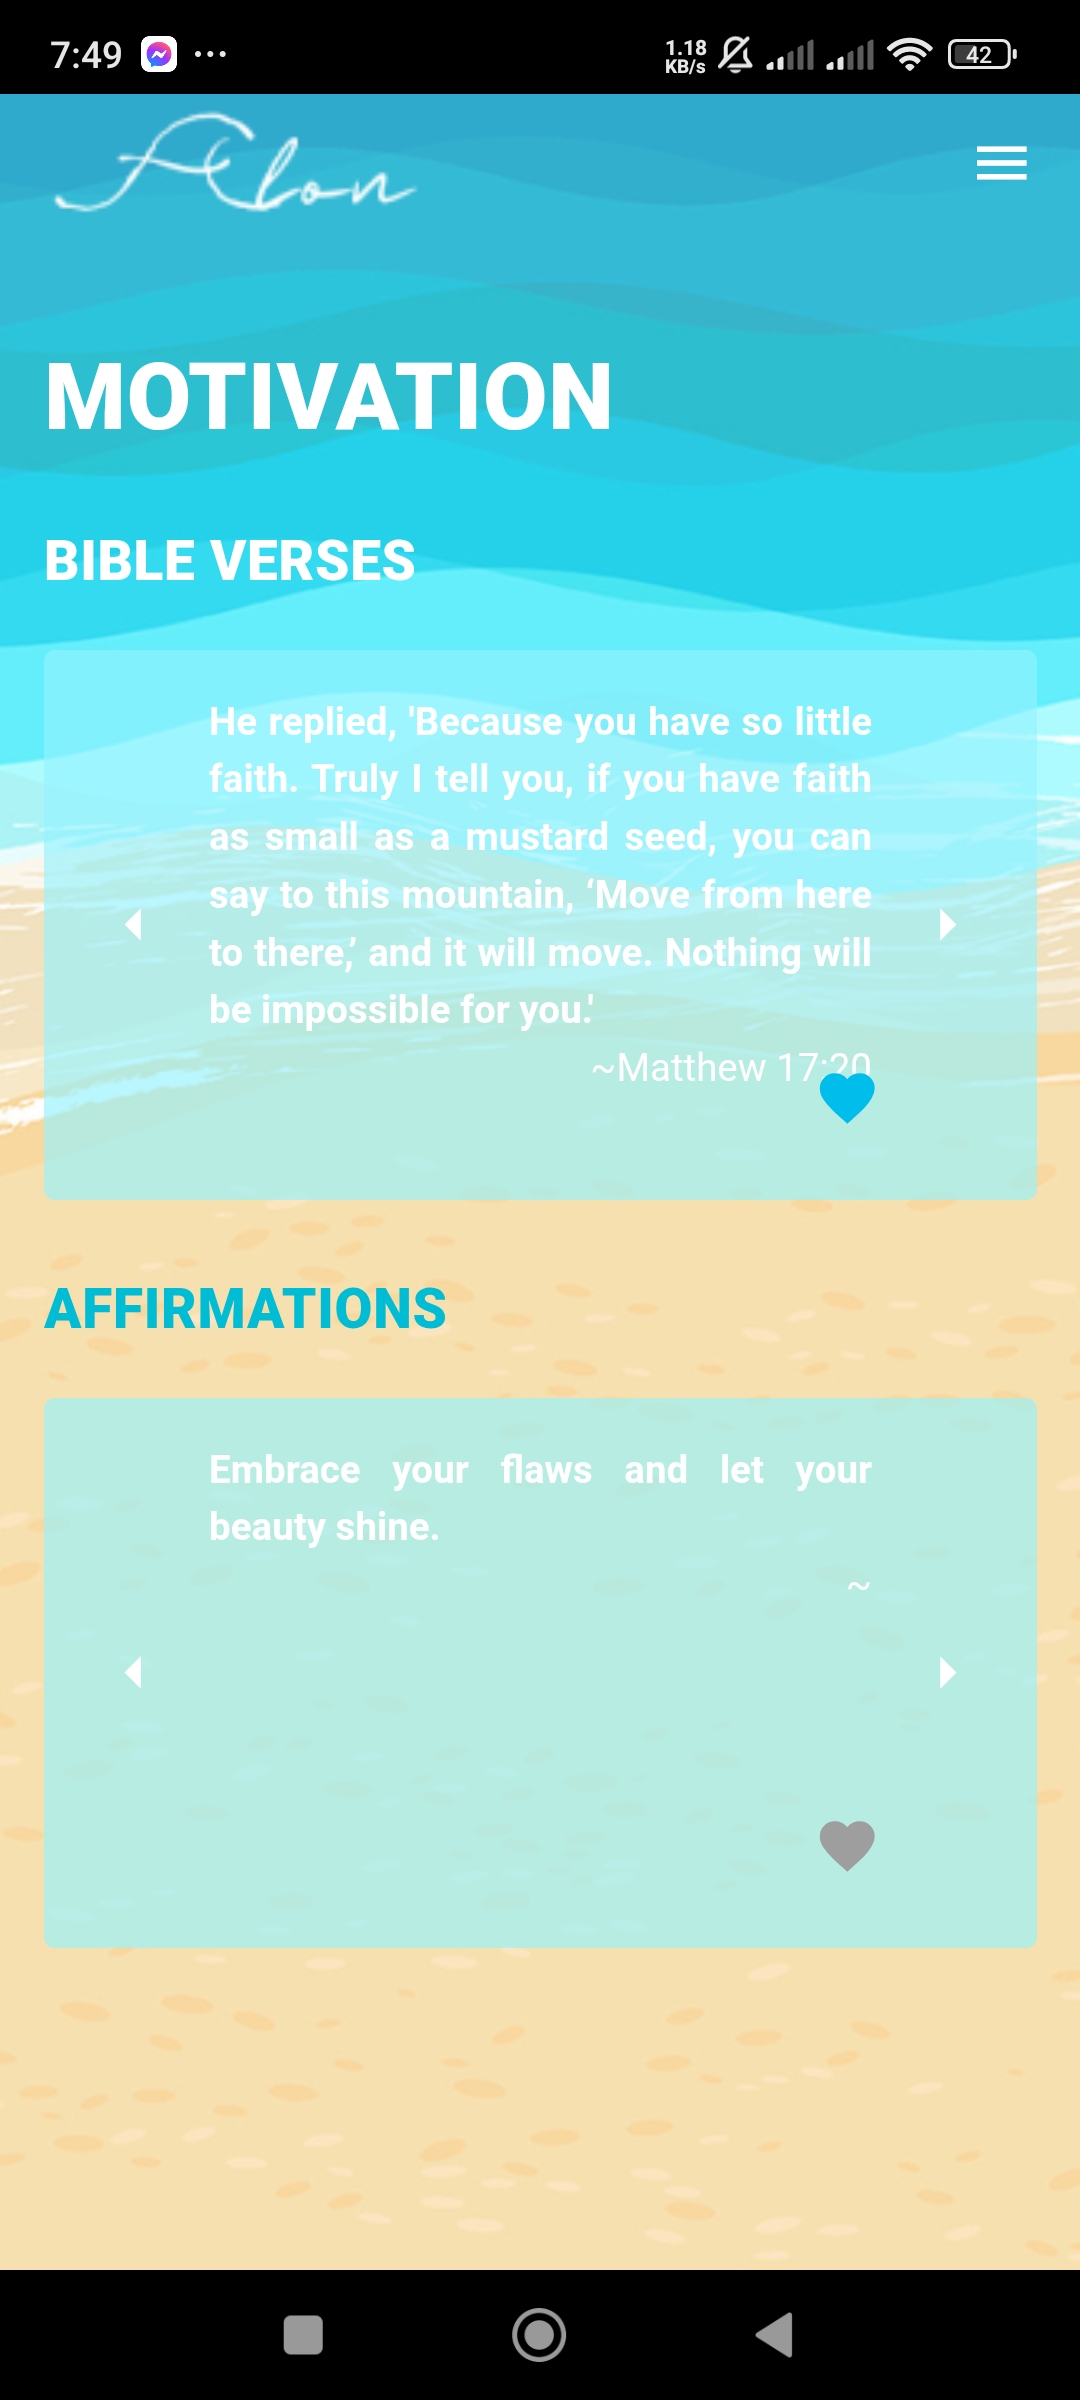 7:49
1.18
KB/s
42
Alon
MOTIVATION
BIBLE VERSES
He replied, 'Because you have so little
faith. Truly I tell you, if you have faith
as small as a mustard seed, you can
say to this mountain, ‘Move from here
to there,’ and it will move. Nothing will
be impossible for you.'
~Matthew 17:20
AFFIRMATIONS
Embrace your flaws and let your
beauty shine.
~